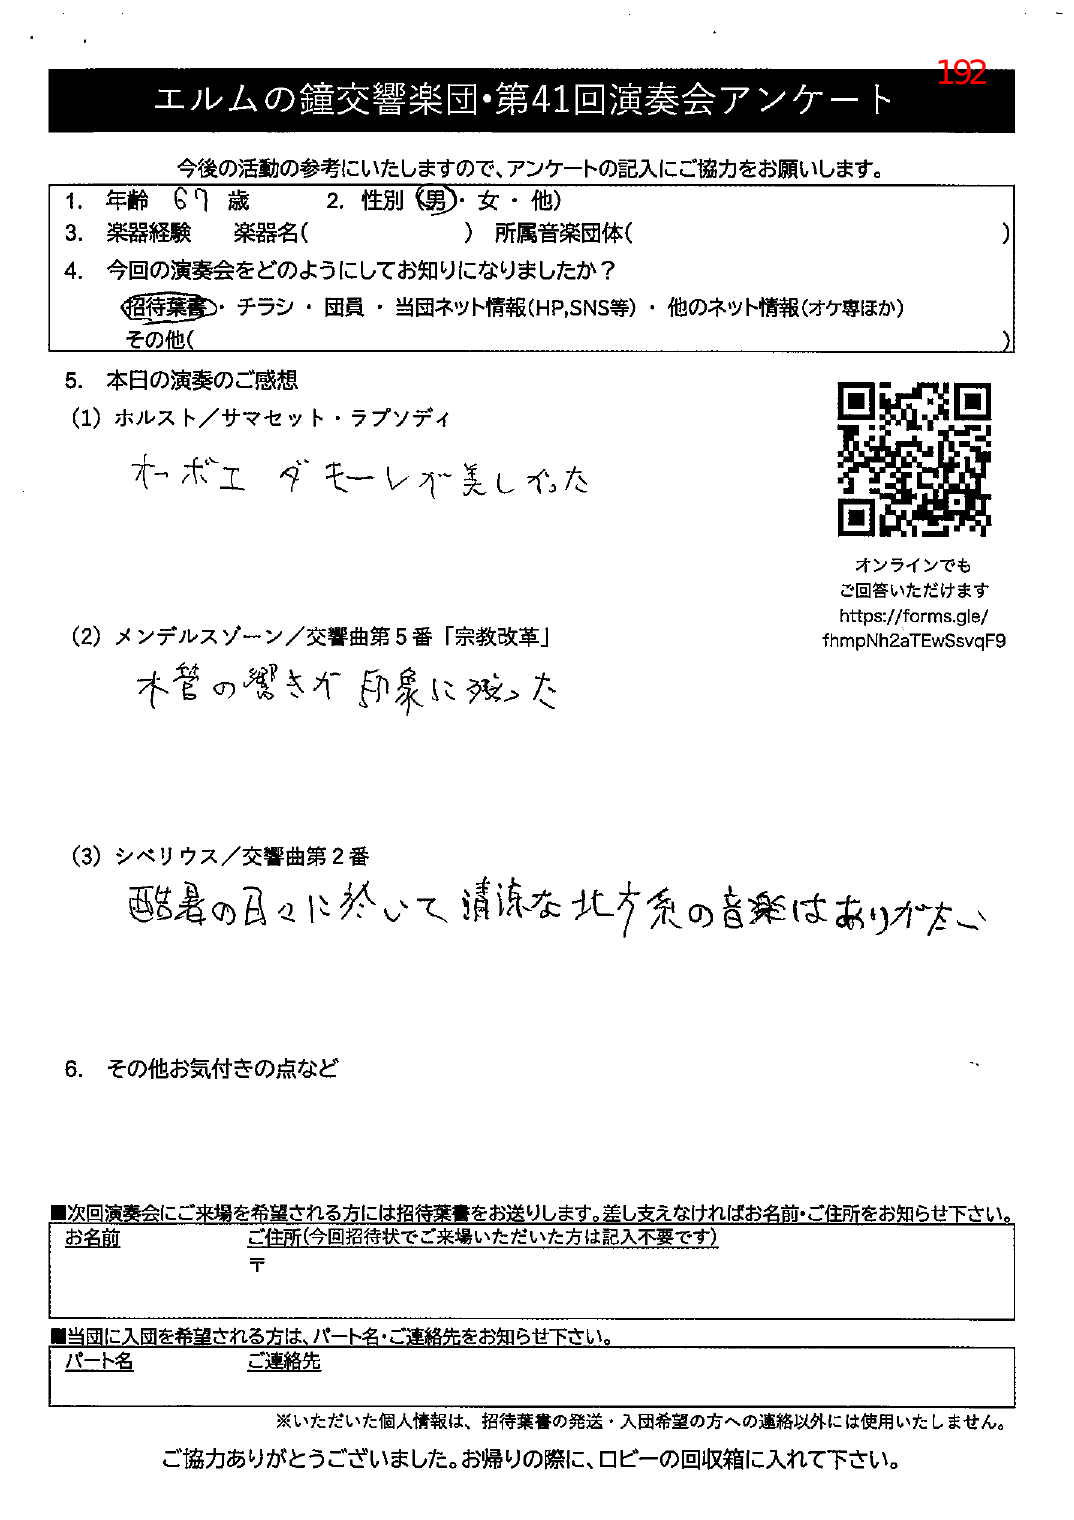 192
エルムの鐘交響楽団・第41回演奏会アンケート
今後の活動の参考にいたしますので、アンケートの記入にご協力をお願いします。
1. 年齢 67 歳 2. 性別 (男・ 女 ・ 他)
3. 楽器経験 楽器名( ) 所属音楽団体( )
4. 今回の演奏会をどのようにしてお知りになりましたか？
招待葉書・ チラシ ・ 団員 ・ 当団ネット情報(HP,SNS等) ・ 他のネット情報(オケ専ほか)
その他( )
5. 本日の演奏のご感想
(1) ホルスト／サマセット・ラプソディ
オーボエ ダモーレが美しかった
オンラインでも
ご回答いただけます
https://forms.gle/
fhmpNh2aTEwSsvqF9
(2) メンデルスゾーン／交響曲第５番「宗教改革」
木管の響きが印象に残った
(3) シベリウス／交響曲第２番
酷暑の日々に於いて清涼な北方系の音楽はありがたい
6. その他お気付きの点など
■次回演奏会にご来場を希望される方には招待葉書をお送りします。差し支えなければお名前・ご住所をお知らせ下さい。
お名前 ご住所(今回招待状でご来場いただいた方は記入不要です)
〒
■当団に入団を希望される方は、パート名・ご連絡先をお知らせ下さい。
パート名 ご連絡先
※いただいた個人情報は、招待葉書の発送・入団希望の方への連絡以外には使用いたしません。
ご協力ありがとうございました。お帰りの際に、ロビーの回収箱に入れて下さい。